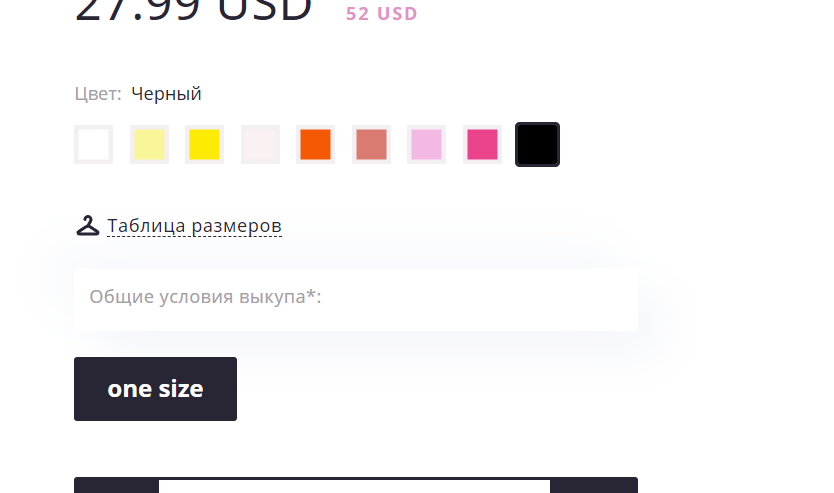 27.99 USD 52 USD
Цвет: Черный
Таблица размеров
Общие условия выкупа*:
one size